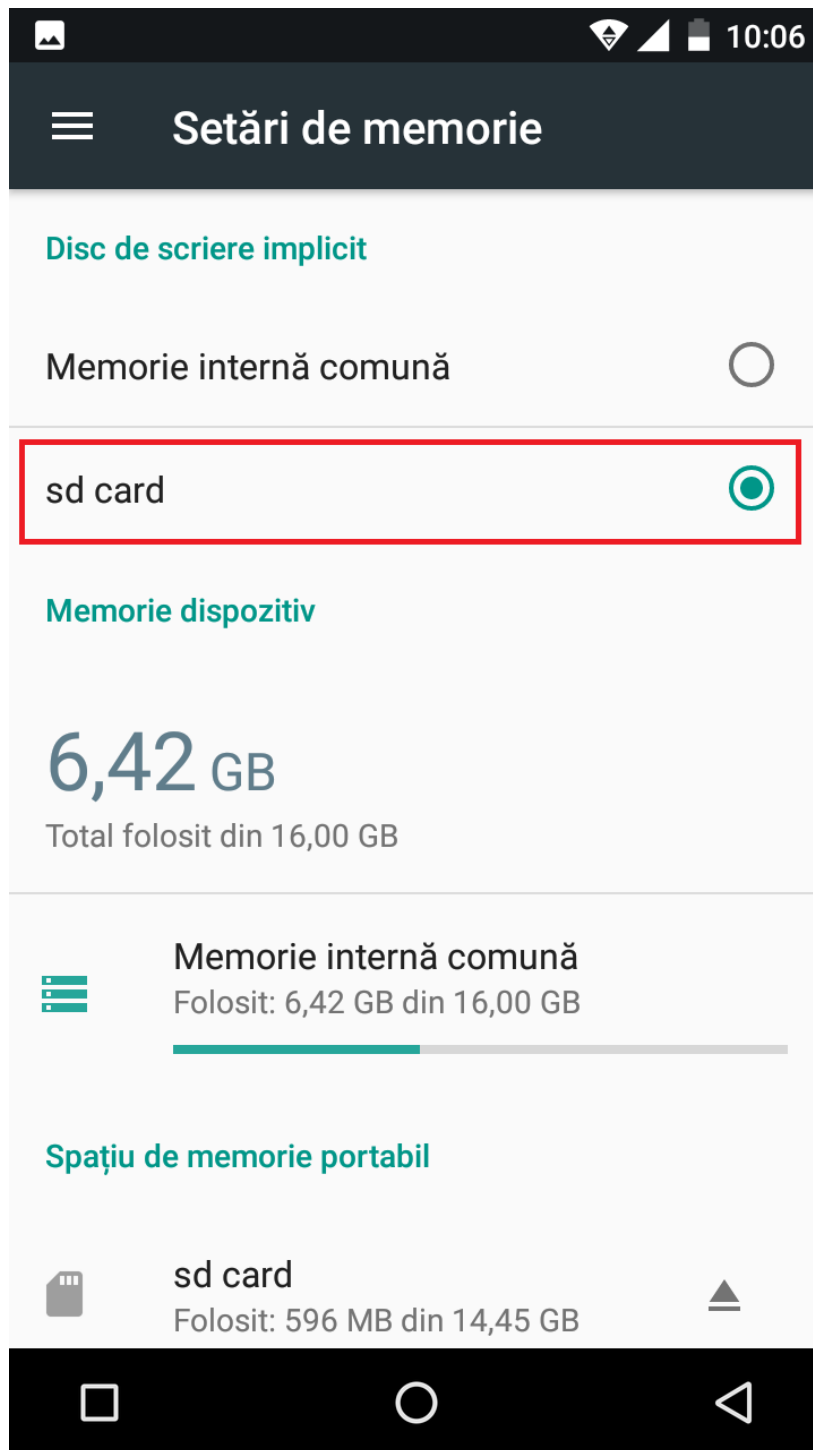 10:06
Setări de memorie
Disc de scriere implicit
Memorie internă comună
sd card
Memorie dispozitiv
6,42 GB
Total folosit din 16,00 GB
Memorie internă comună
Folosit: 6,42 GB din 16,00 GB
Spațiu de memorie portabil
sd card
Folosit: 596 MB din 14,45 GB